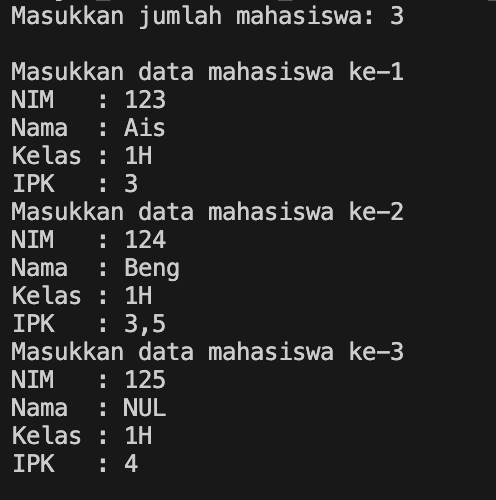 Masukkan jumlah mahasiswa: 3
Masukkan data mahasiswa ke-1
NIM   : 123
Nama  : Ais
Kelas : 1H
IPK   : 3
Masukkan data mahasiswa ke-2
NIM   : 124
Nama  : Beng
Kelas : 1H
IPK   : 3,5
Masukkan data mahasiswa ke-3
NIM   : 125
Nama  : NUL
Kelas : 1H
IPK   : 4